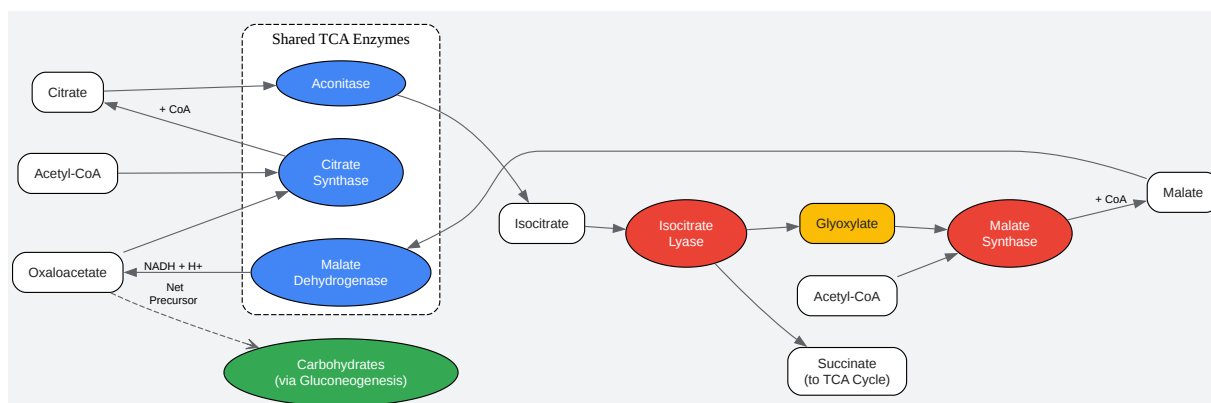 Shared TCA Enzymes
Citrate
Aconitase
+ CoA
Acetyl-CoA
Citrate
Synthase
Oxaloacetate
NADH + H+
Malate
Dehydrogenase
Net
Precursor
Carbohydrates
(via Gluconeogenesis)
Isocitrate
Isocitrate
Lyase
Glyoxylate
Acetyl-CoA
Succinate
(to TCA Cycle)
Malate
Synthase
+ CoA
Malate